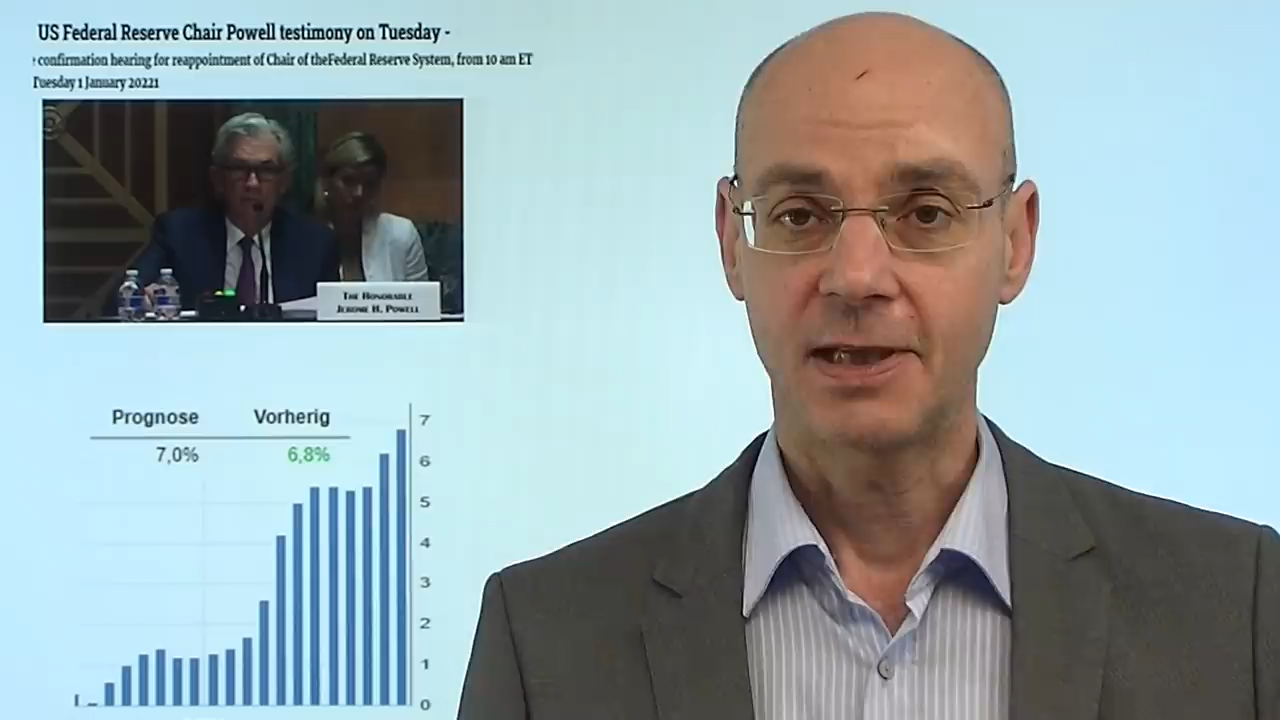 US Federal Reserve Chair Powell testimony on Tuesday -
confirmation hearing for reappointment of Chair of theFederal Reserve System, from 10 am ET
Tuesday 1 January 20221
THE HONORABLE
JEROME H. POWELL
Prognose Vorherig
7,0% 6,8%
7
6
5
4
3
2
1
0